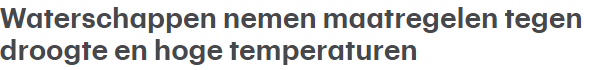 Waterschappen nemen maatregelen tegen
droogte en hoge temperaturen